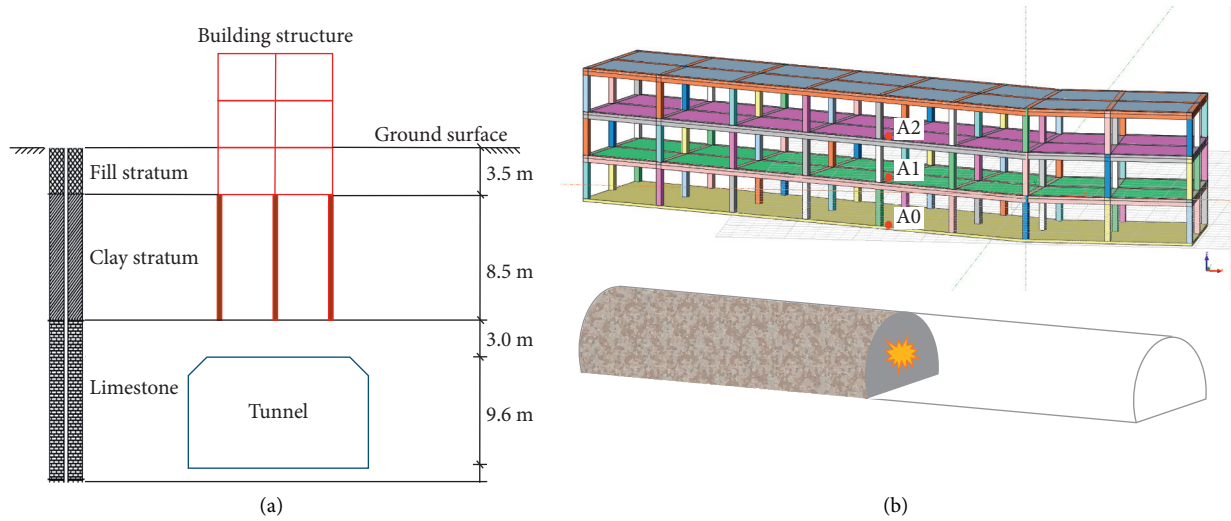 Building structure
Ground surface
Fill stratum
3.5 m
Clay stratum
8.5 m
3.0 m
Limestone
Tunnel
9.6 m
(a)
A2
A1
A0
(b)